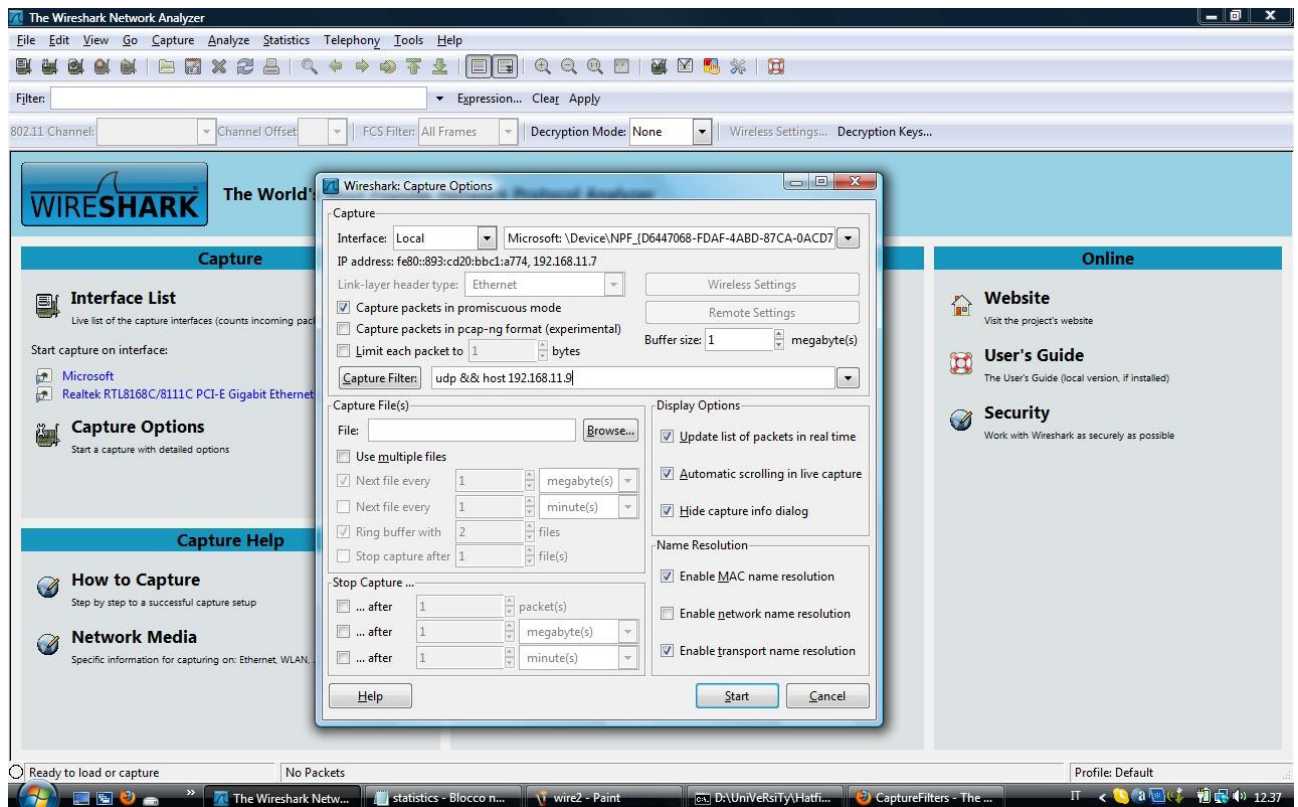 The Wireshark Network Analyzer
File Edit View Go Capture Analyze Statistics Telephony Tools Help
Filter: Expression... Clear Apply
802.11 Channel: Channel Offset: FCS Filter: All Frames Decryption Mode: None Wireless Settings... Decryption Keys...
WIRESHARK
The World's
Capture
Interface List
Live list of the capture interfaces (counts incoming pac
Start capture on interface:
Microsoft
Realtek RTL8168C/8111C PCI-E Gigabit Ethernet
Capture Options
Start a capture with detailed options
Capture Help
How to Capture
Step by step to a successful capture setup
Network Media
Specific information for capturing on: Ethernet, WLAN,
Wireshark: Capture Options
Capture
Interface: Local Microsoft: \Device\NPF_{D6447068-FDAF-4ABD-87CA-0ACD7
IP address: fe80::893:cd20:bbc1:a774, 192.168.11.7
Link-layer header type: Ethernet Wireless Settings
Capture packets in promiscuous mode Remote Settings
Capture packets in pcap-ng format (experimental)
Limit each packet to 1 bytes Buffer size: 1 megabyte(s)
Capture Filter: udp && host 192.168.11.9
Capture File(s)
File: Browse...
Use multiple files
Next file every 1 megabyte(s)
Next file every 1 minute(s)
Ring buffer with 2 files
Stop capture after 1 file(s)
Stop Capture ...
... after 1 packet(s)
... after 1 megabyte(s)
... after 1 minute(s)
Display Options
Update list of packets in real time
Automatic scrolling in live capture
Hide capture info dialog
Name Resolution
Enable MAC name resolution
Enable network name resolution
Enable transport name resolution
Help Start Cancel
Online
Website
Visit the project's website
User's Guide
The User's Guide (local version, if installed)
Security
Work with Wireshark as securely as possible
Ready to load or capture No Packets Profile: Default
The Wireshark Netw... statistics - Blocco n... wire2 - Paint D:\UniVeRsiTy\Hatfi... CaptureFilters - The ... IT 12.37